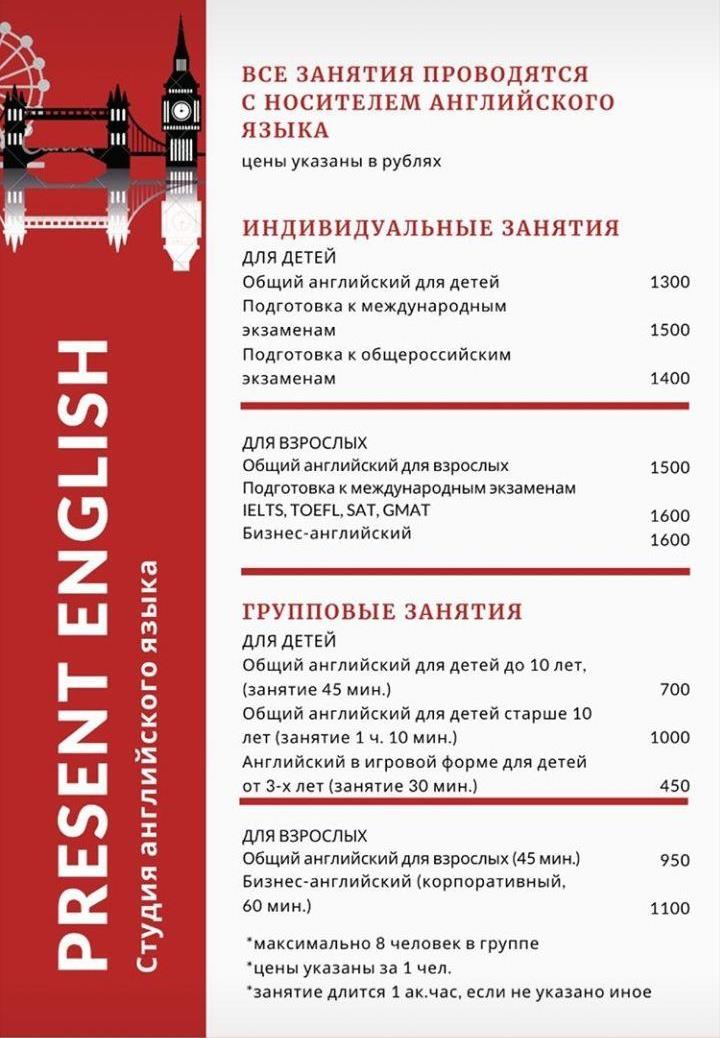 PRESENT ENGLISH
Студия английского языка
ВСЕ ЗАНЯТИЯ ПРОВОДЯТСЯ
С НОСИТЕЛЕМ АНГЛИЙСКОГО
ЯЗЫКА
цены указаны в рублях
ИНДИВИДУАЛЬНЫЕ ЗАНЯТИЯ
ДЛЯ ДЕТЕЙ
Общий английский для детей 1300
Подготовка к международным
экзаменам 1500
Подготовка к общероссийским
экзаменам 1400
ДЛЯ ВЗРОСЛЫХ
Общий английский для взрослых 1500
Подготовка к международным экзаменам
IELTS, TOEFL, SAT, GMAT 1600
Бизнес-английский 1600
ГРУППОВЫЕ ЗАНЯТИЯ
ДЛЯ ДЕТЕЙ
Общий английский для детей до 10 лет,
(занятие 45 мин.) 700
Общий английский для детей старше 10
лет (занятие 1 ч. 10 мин.) 1000
Английский в игровой форме для детей
от 3-х лет (занятие 30 мин.) 450
ДЛЯ ВЗРОСЛЫХ
Общий английский для взрослых (45 мин.) 950
Бизнес-английский (корпоративный,
60 мин.) 1100
*максимально 8 человек в группе
*цены указаны за 1 чел.
*занятие длится 1 ак.час, если не указано иное